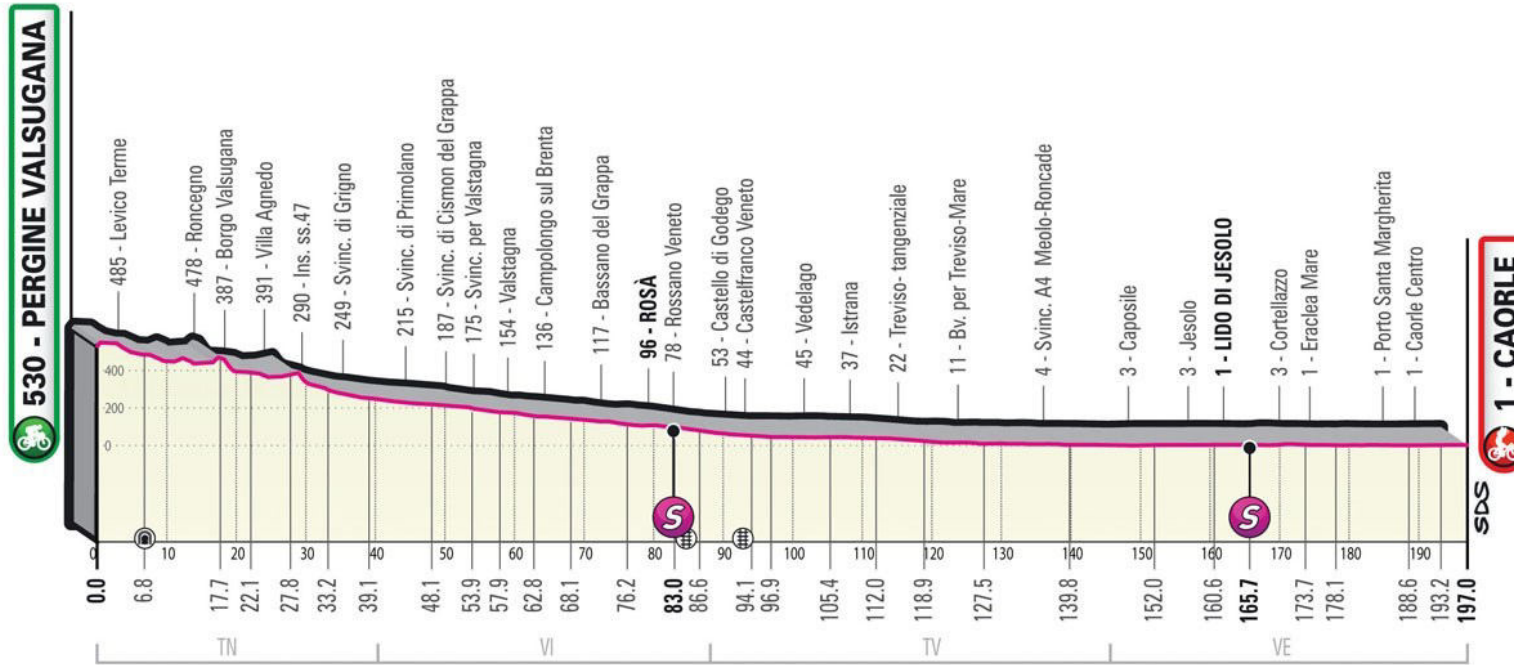 530 - PERGINE VALSUGANA
485 - Levico Terme
478 - Roncegno
387 - Borgo Valsugana
391 - Villa Agnedo
290 - Ins. ss.47
249 - Svinc. di Grigno
215 - Svinc. di Primolano
187 - Svinc. di Cismon del Grappa
175 - Svinc. per Valstagna
154 - Valstagna
136 - Campolongo sul Brenta
117 - Bassano del Grappa
96 - ROSÀ
78 - Rossano Veneto
53 - Castello di Godego
44 - Castelfranco Veneto
45 - Vedelago
37 - Istrana
22 - Treviso- tangenziale
11 - Bv. per Treviso-Mare
4 - Svinc. A4 Meolo-Roncade
3 - Caposile
3 - Jesolo
1 - LIDO DI JESOLO
3 - Cortellazzo
1 - Eraclea Mare
1 - Porto Santa Margherita
1 - Caorle Centro
1 - CAORLE
400
200
0
S
S
SDS
0 10 20 30 40 50 60 70 80 90 100 110 120 130 140 150 160 170 180 190
0.0 6.8 17.7 22.1 27.8 33.2 39.1 48.1 53.9 57.9 62.8 68.1 76.2 83.0 86.6 94.1 96.9 105.4 112.0 118.9 127.5 139.8 152.0 160.6 165.7 173.7 178.1 188.6 193.2 197.0
TN VI TV VE